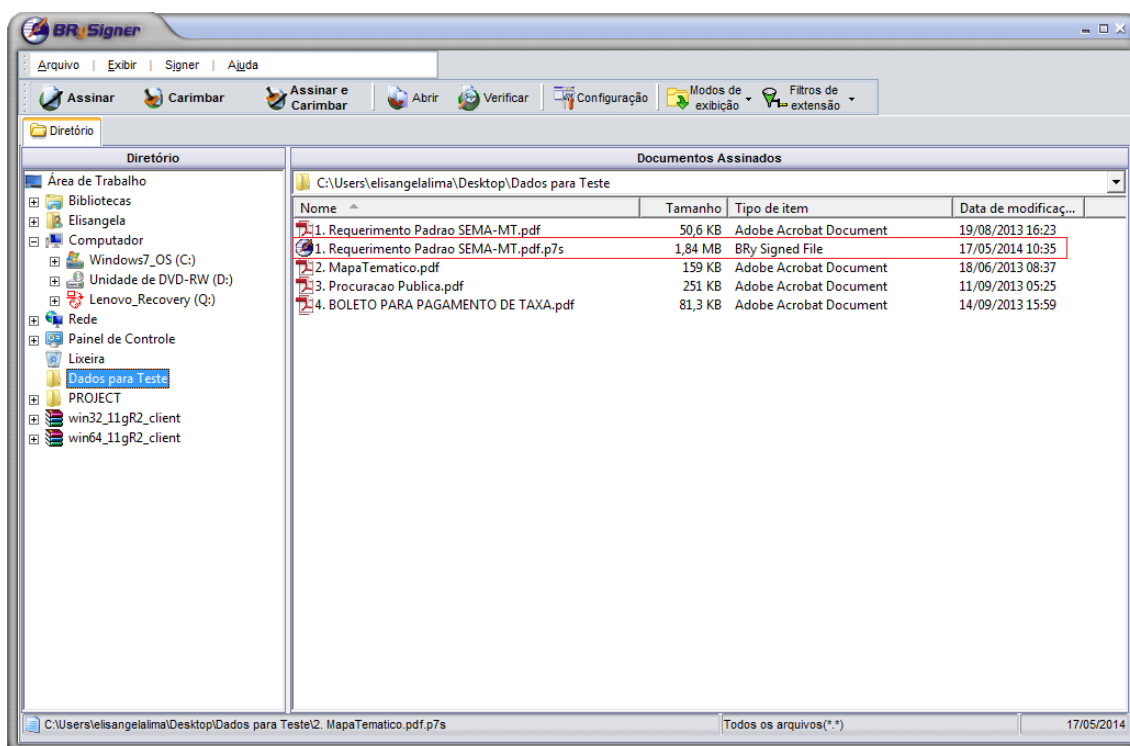 BRySigner
Arquivo | Exibir | Signer | Ajuda
Assinar Carimbar Assinar e Carimbar Abrir Verificar Configuração Modos de exibição Filtros de extensão
Diretório
Diretório
Área de Trabalho
Bibliotecas
Elisangela
Computador
Windows7_OS (C:)
Unidade de DVD-RW (D:)
Lenovo_Recovery (Q:)
Rede
Painel de Controle
Lixeira
Dados para Teste
PROJECT
win32_11gR2_client
win64_11gR2_client
Documentos Assinados
C:\Users\elisangelalima\Desktop\Dados para Teste
Nome Tamanho Tipo de item Data de modificaç...
1. Requerimento Padrao SEMA-MT.pdf 50,6 KB Adobe Acrobat Document 19/08/2013 16:23
1. Requerimento Padrao SEMA-MT.pdf.p7s 1,84 MB BRy Signed File 17/05/2014 10:35
2. MapaTematico.pdf 159 KB Adobe Acrobat Document 18/06/2013 08:37
3. Procuracao Publica.pdf 251 KB Adobe Acrobat Document 11/09/2013 05:25
4. BOLETO PARA PAGAMENTO DE TAXA.pdf 81,3 KB Adobe Acrobat Document 14/09/2013 15:59
C:\Users\elisangelalima\Desktop\Dados para Teste\2. MapaTematico.pdf.p7s Todos os arquivos(*.*) 17/05/2014